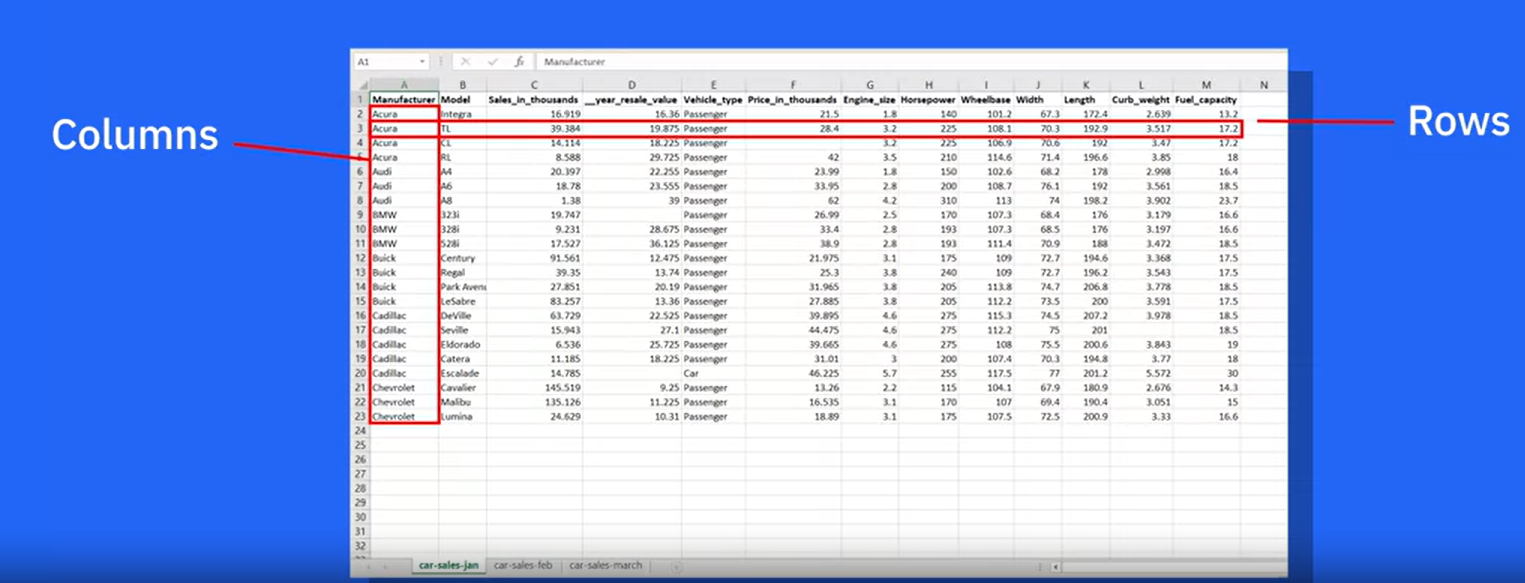 A1 fx Manufacturer
A B C D E F G H I J K L M N
1 Manufacturer Model Sales_in_thousands __year_resale_value Vehicle_type Price_in_thousands Engine_size Horsepower Wheelbase Width Length Curb_weight Fuel_capacity
2 Acura Integra 16.919 16.36 Passenger 21.5 1.8 140 101.2 67.3 172.4 2.639 13.2
Columns
Rows
3 Acura TL 39.384 19.875 Passenger 28.4 3.2 225 108.1 70.3 192.9 3.517 17.2
4 Acura CL 14.114 18.225 Passenger 3.2 225 106.9 70.6 192 3.47 17.2
5 Acura RL 8.588 29.725 Passenger 42 3.5 210 114.6 71.4 196.6 3.85 18
6 Audi A4 20.397 22.255 Passenger 23.99 1.8 150 102.6 68.2 178 2.998 16.4
7 Audi A6 18.78 23.555 Passenger 33.95 2.8 200 108.7 76.1 192 3.561 18.5
8 Audi A8 1.38 39 Passenger 62 4.2 310 113 74 198.2 3.902 23.7
9 BMW 323i 19.747 Passenger 26.99 2.5 170 107.3 68.4 176 3.179 16.6
10 BMW 328i 9.231 28.675 Passenger 33.4 2.8 193 107.3 68.5 176 3.197 16.6
11 BMW 528i 17.527 36.125 Passenger 38.9 2.8 193 111.4 70.9 188 3.472 18.5
12 Buick Century 91.561 12.475 Passenger 21.975 3.1 175 109 72.7 194.6 3.368 17.5
13 Buick Regal 39.35 13.74 Passenger 25.3 3.8 240 109 72.7 196.2 3.543 17.5
14 Buick Park Avenu 27.851 20.19 Passenger 31.965 3.8 205 113.8 74.7 206.8 3.778 18.5
15 Buick LeSabre 83.257 13.36 Passenger 27.885 3.8 205 112.2 73.5 200 3.591 17.5
16 Cadillac DeVille 63.729 22.525 Passenger 39.895 4.6 275 115.3 74.5 207.2 3.978 18.5
17 Cadillac Seville 15.943 27.1 Passenger 44.475 4.6 275 112.2 75 201 18.5
18 Cadillac Eldorado 6.536 25.725 Passenger 39.665 4.6 275 108 75.5 200.6 3.843 19
19 Cadillac Catera 11.185 18.225 Passenger 31.01 3 200 107.4 70.3 194.8 3.77 18
20 Cadillac Escalade 14.785 Car 46.225 5.7 255 117.5 77 201.2 5.572 30
21 Chevrolet Cavalier 145.519 9.25 Passenger 13.26 2.2 115 104.1 67.9 180.9 2.676 14.3
22 Chevrolet Malibu 135.126 11.225 Passenger 16.535 3.1 170 107 69.4 190.4 3.051 15
23 Chevrolet Lumina 24.629 10.31 Passenger 18.89 3.1 175 107.5 72.5 200.9 3.33 16.6
24
25
26
27
28
29
30
31
32
car-sales-jan car-sales-feb car-sales-march